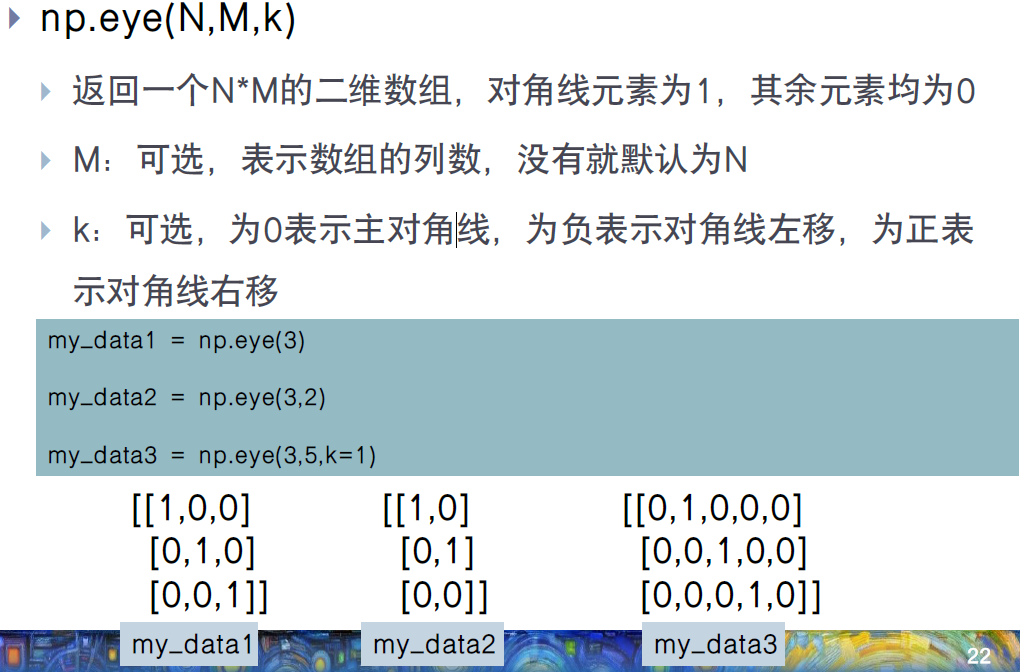 np.eye(N,M,k)
返回一个N*M的二维数组，对角线元素为1，其余元素均为0
M：可选，表示数组的列数，没有就默认为N
k：可选，为0表示主对角线，为负表示对角线左移，为正表
示对角线右移
my_data1 = np.eye(3)
my_data2 = np.eye(3,2)
my_data3 = np.eye(3,5,k=1)
[[1,0,0]
[0,1,0]
[0,0,1]]
my_data1
[[1,0]
[0,1]
[0,0]]
my_data2
[[0,1,0,0,0]
[0,0,1,0,0]
[0,0,0,1,0]]
my_data3
22